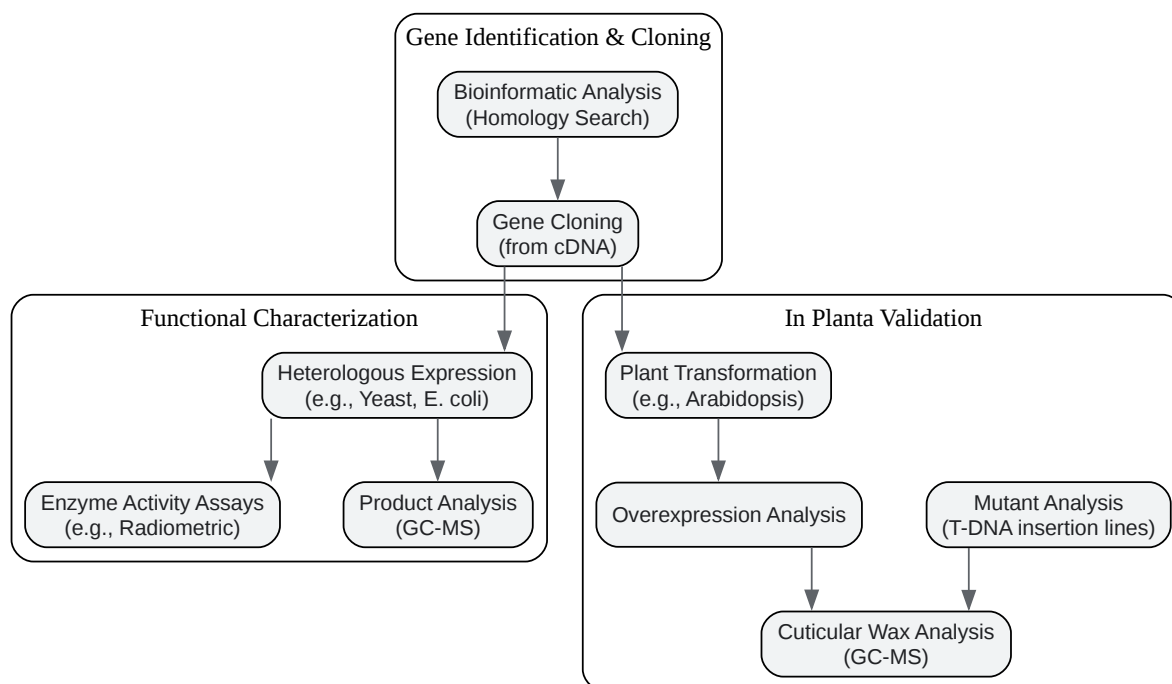 Gene Identification & Cloning
Bioinformatic Analysis
(Homology Search)
Gene Cloning
(from cDNA)
Functional Characterization
Heterologous Expression
(e.g., Yeast, E. coli)
Enzyme Activity Assays
(e.g., Radiometric)
Product Analysis
(GC-MS)
In Planta Validation
Plant Transformation
(e.g., Arabidopsis)
Overexpression Analysis
Mutant Analysis
(T-DNA insertion lines)
Cuticular Wax Analysis
(GC-MS)